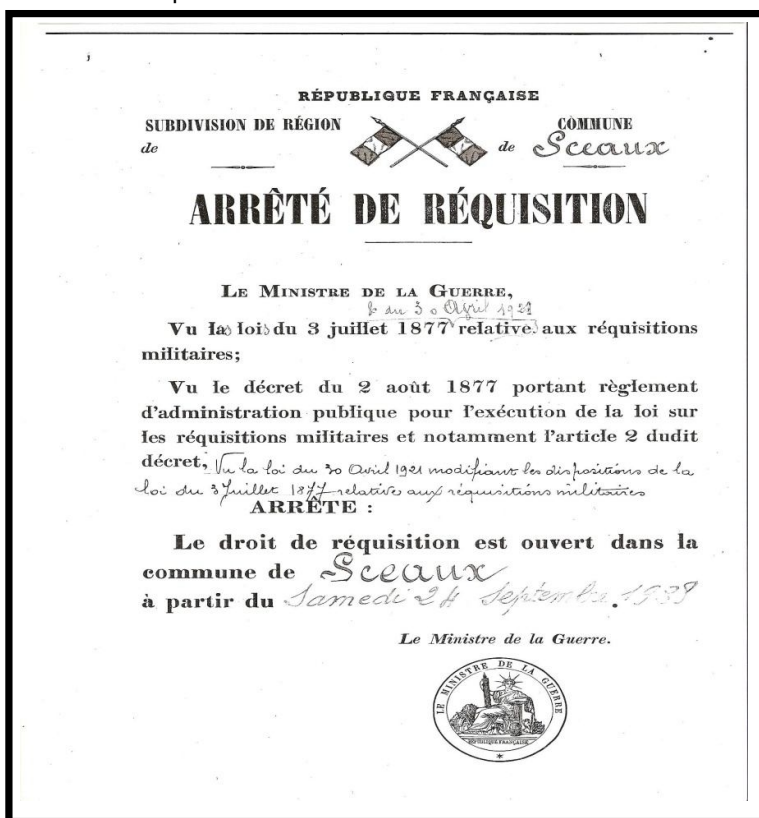 RÉPUBLIQUE FRANÇAISE
SUBDIVISION DE RÉGION
de
COMMUNE
de Sceaux
ARRÊTÉ DE RÉQUISITION
LE MINISTRE DE LA GUERRE,
du 30 Avril 1921
Vu las lois du 3 juillet 1877 relatives aux réquisitions
militaires;
Vu le décret du 2 août 1877 portant règlement
d'administration publique pour l'exécution de la loi sur
les réquisitions militaires et notamment l'article 2 dudit
décret, Vu la loi du 30 Avril 1921 modifiant les dispositions de la
loi du 3 Juillet 1877 relative aux réquisitions militaires
ARRÊTE :
Le droit de réquisition est ouvert dans la
commune de Sceaux
à partir du Samedi 24 Septembre. 1938
Le Ministre de la Guerre.
LE MINISTRE DE LA GUERRE
RÉPUBLIQUE FRANÇAISE